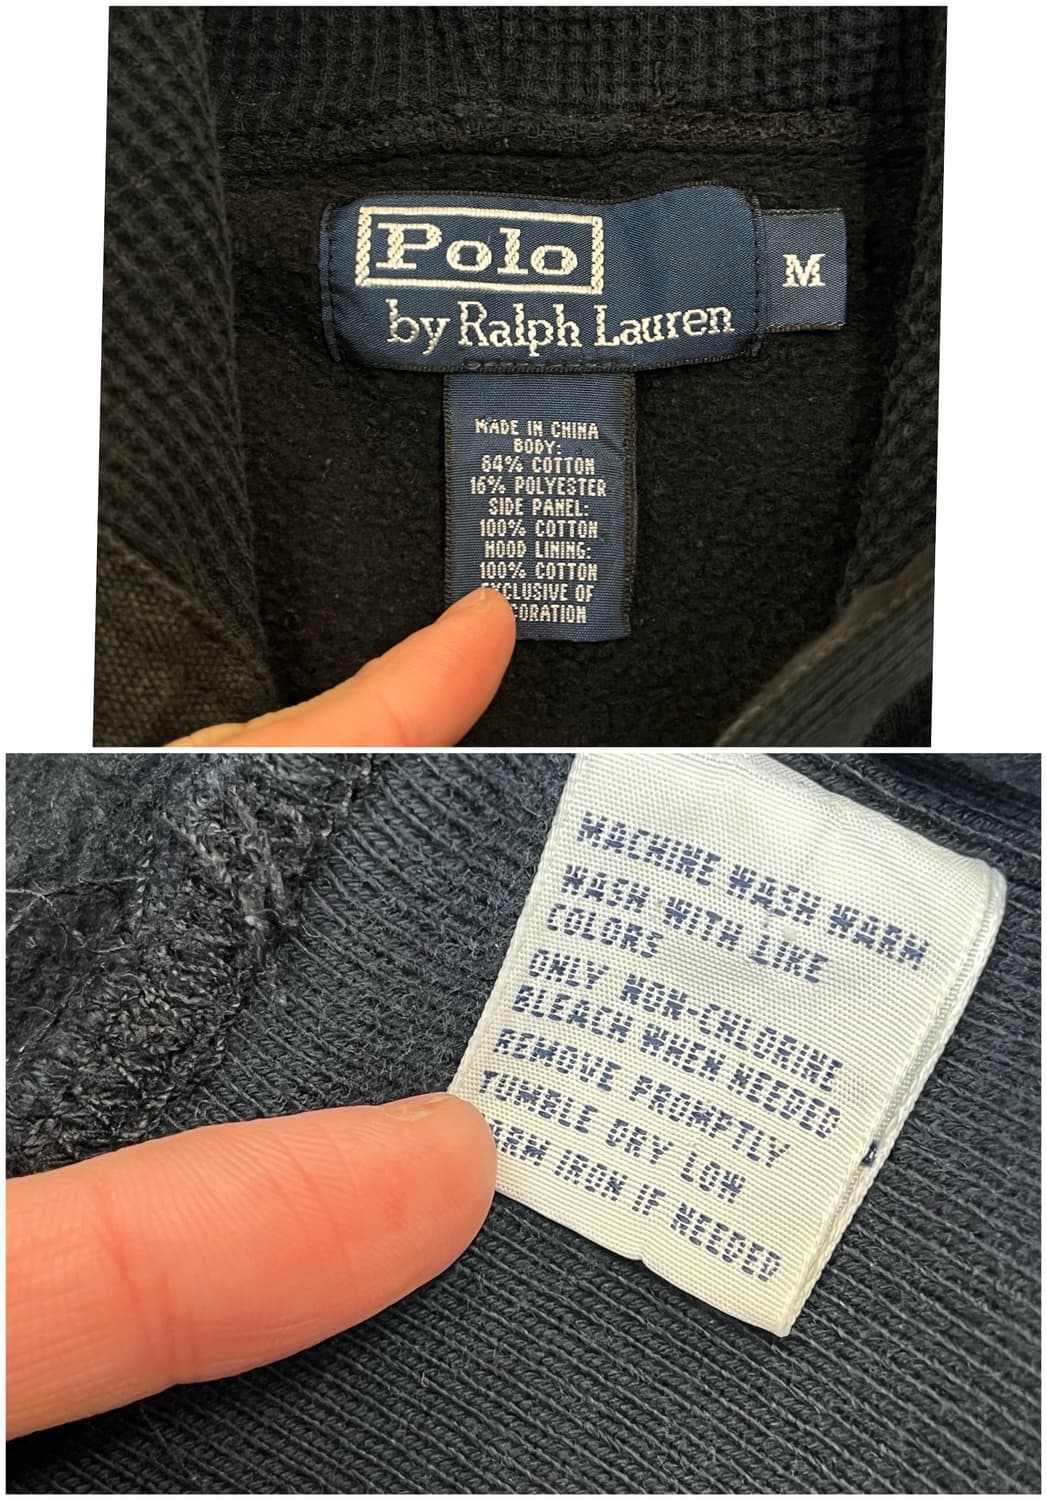 Polo
by Ralph Lauren
M
MADE IN CHINA
BODY:
84% COTTON
16% POLYESTER
SIDE PANEL:
100% COTTON
HOOD LINING:
100% COTTON
EXCLUSIVE OF
MACHINE WASH WARM
WASH WITH LIKE
COLORS
ONLY NON-CHLORINE
BLEACH WHEN NEEDED
REMOVE PROMPTLY
TUMBLE DRY LOW
IRON IF NEEDED